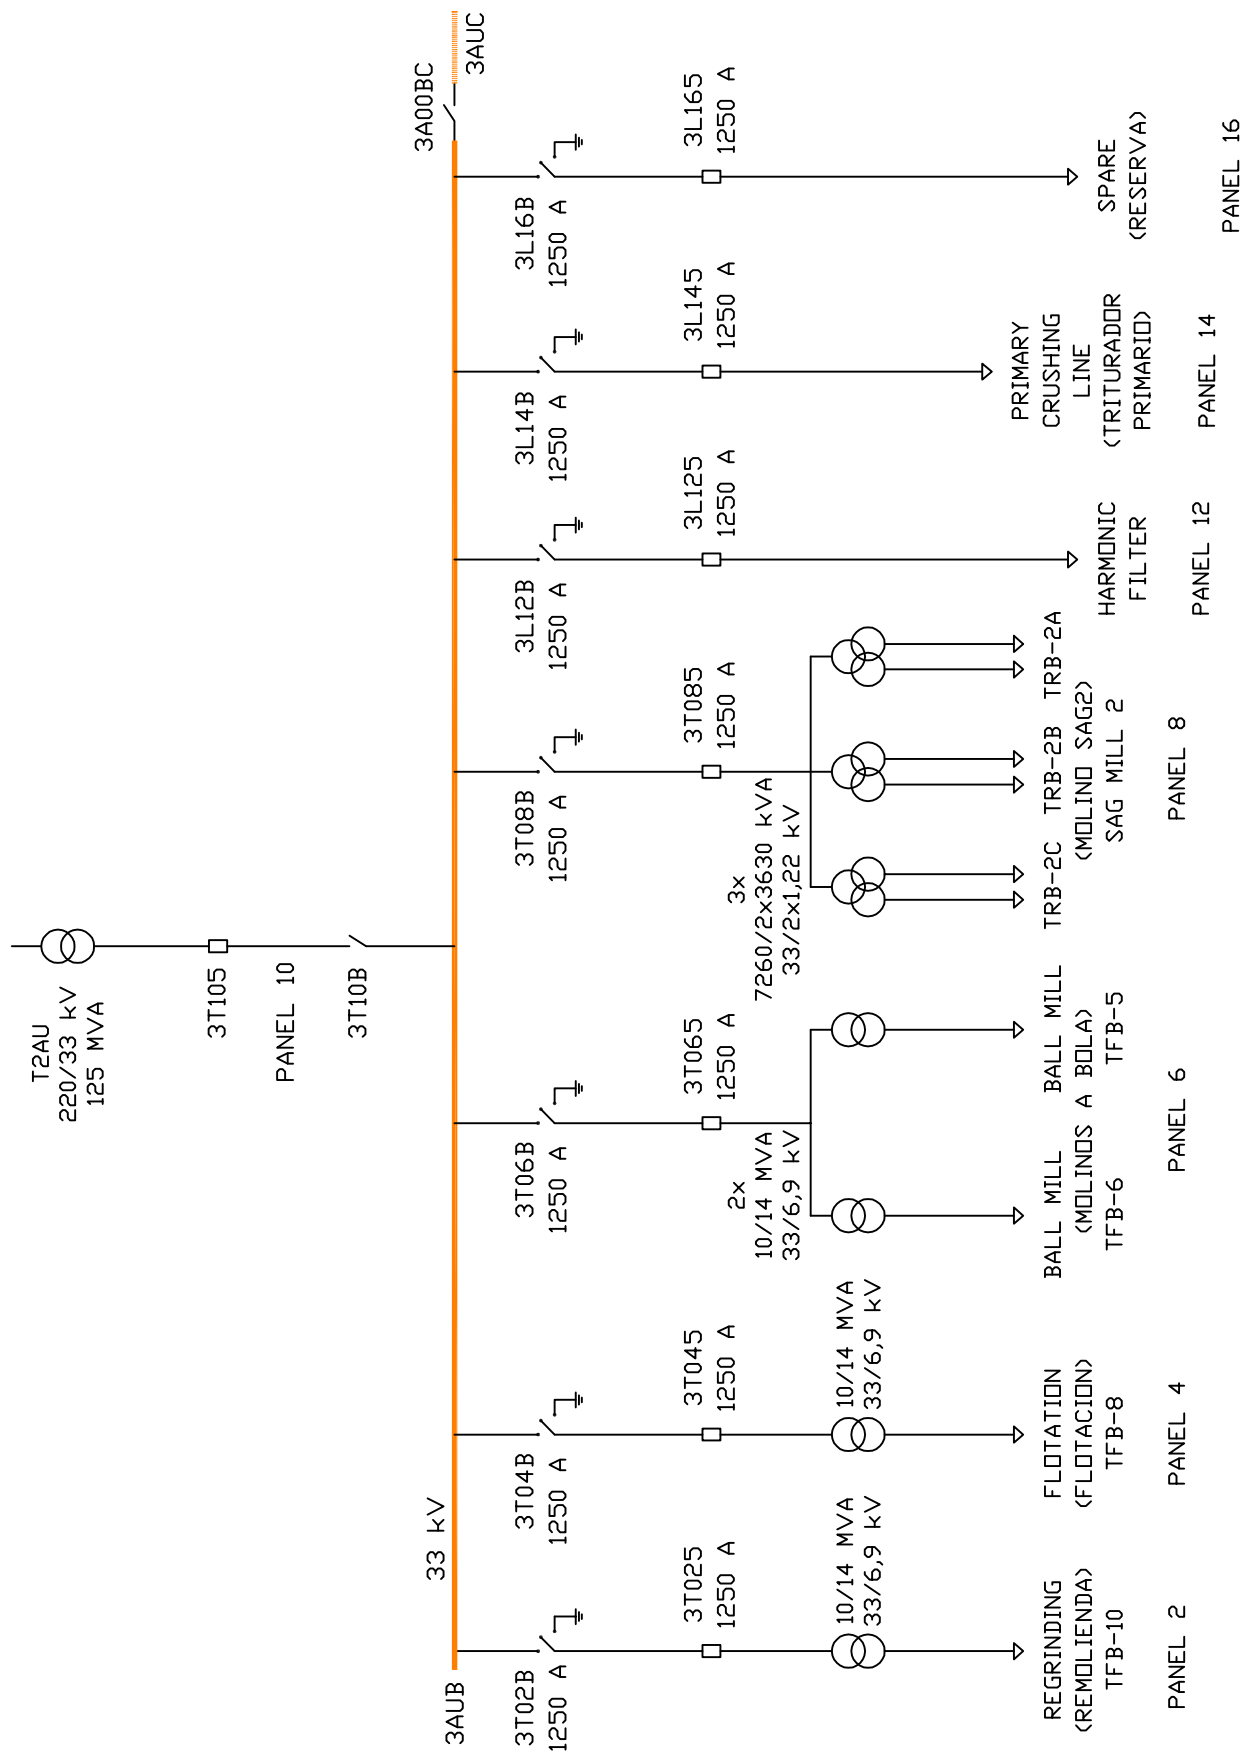 T2AU
220/33 kV
125 MVA
3T105
PANEL 10
3T10B
33 kV
3AUB
3A00BC
3AUC
3T02B
1250 A
3T025
1250 A
10/14 MVA
33/6,9 kV
REGRINDING
(REMOLIENDA)
TFB-10
PANEL 2
3T04B
1250 A
3T045
1250 A
10/14 MVA
33/6,9 kV
FLOTATION
(FLOTACION)
TFB-8
PANEL 4
3T06B
1250 A
3T065
1250 A
2x
10/14 MVA
33/6,9 kV
BALL MILL
BALL MILL
(MOLINOS A BOLA)
TFB-6
TFB-5
PANEL 6
3T08B
1250 A
3T085
1250 A
3x
7260/2x3630 kVA
33/2x1,22 kV
TRB-2C
TRB-2B
TRB-2A
(MOLINO SAG2)
SAG MILL 2
PANEL 8
3L12B
1250 A
3L125
1250 A
HARMONIC
FILTER
PANEL 12
3L14B
1250 A
3L145
1250 A
PRIMARY
CRUSHING
LINE
(TRITURADOR
PRIMARIO)
PANEL 14
3L16B
1250 A
3L165
1250 A
SPARE
(RESERVA)
PANEL 16